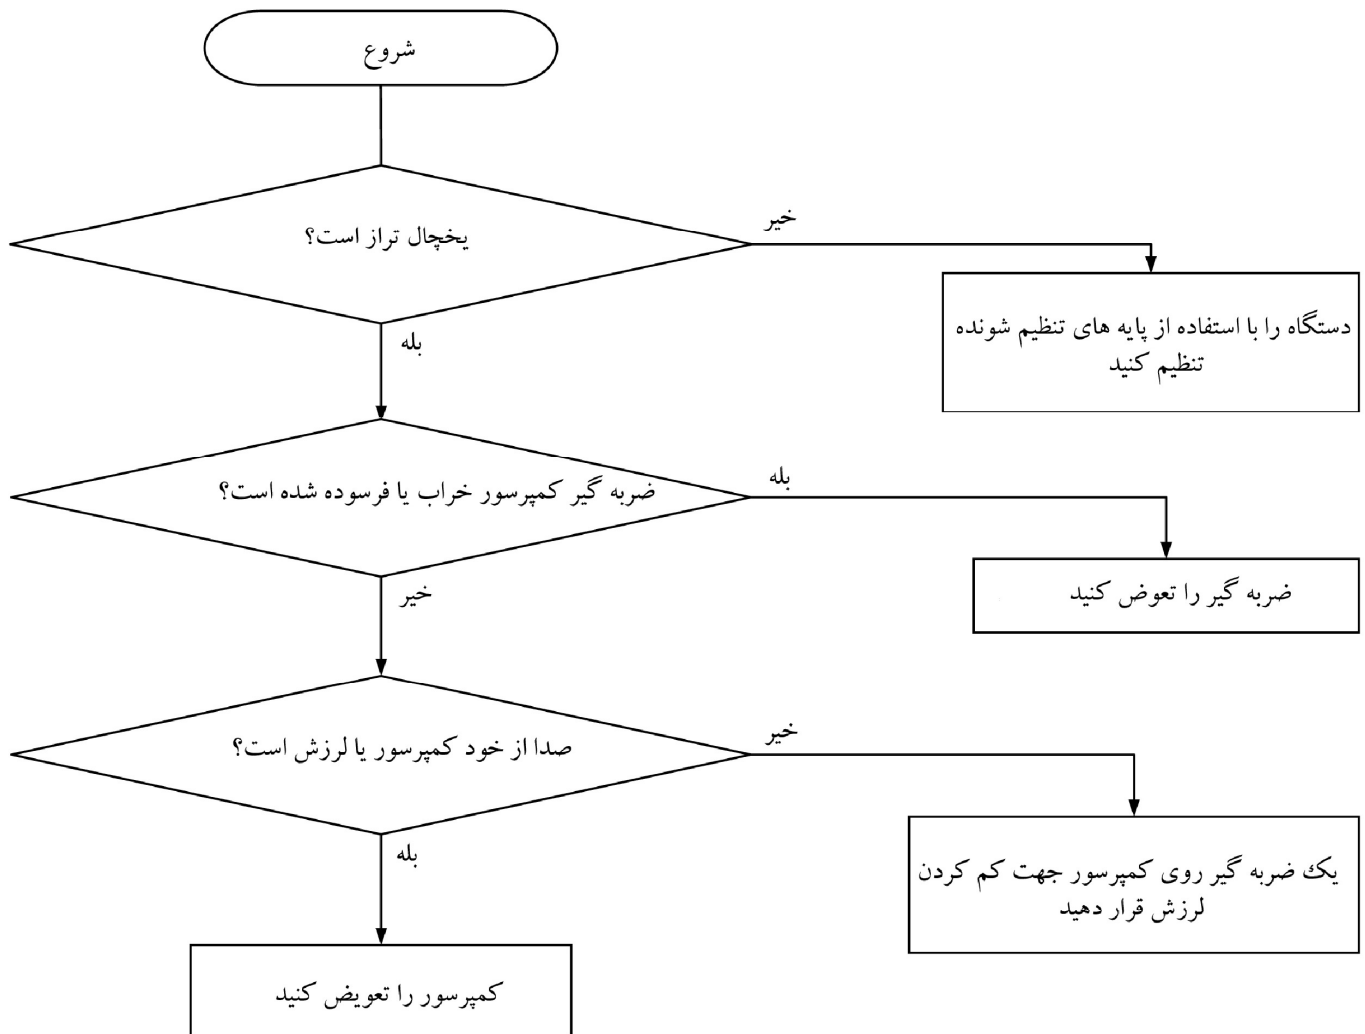 شروع
یخچال تراز است؟
خیر
دستگاه را با استفاده از پایه های تنظیم شونده
تنظیم کنید
بله
ضربه گیر کمپرسور خراب یا فرسوده شده است؟
بله
ضربه گیر را تعوض کنید
خیر
صدا از خود کمپرسور یا لرزش است؟
خیر
یک ضربه گیر روی کمپرسور جهت کم کردن
لرزش قرار دهید
بله
کمپرسور را تعویض کنید